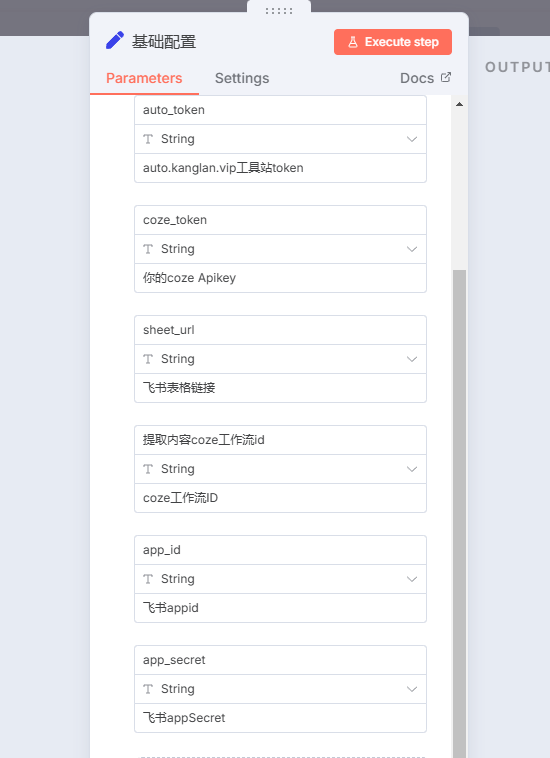 基础配置
Execute step
OUTPUT
Parameters
Settings
Docs
auto_token
String
auto.kanglan.vip工具站token
coze_token
String
你的coze Apikey
sheet_url
String
飞书表格链接
提取内容coze工作流id
String
coze工作流ID
app_id
String
飞书appid
app_secret
String
飞书appSecret